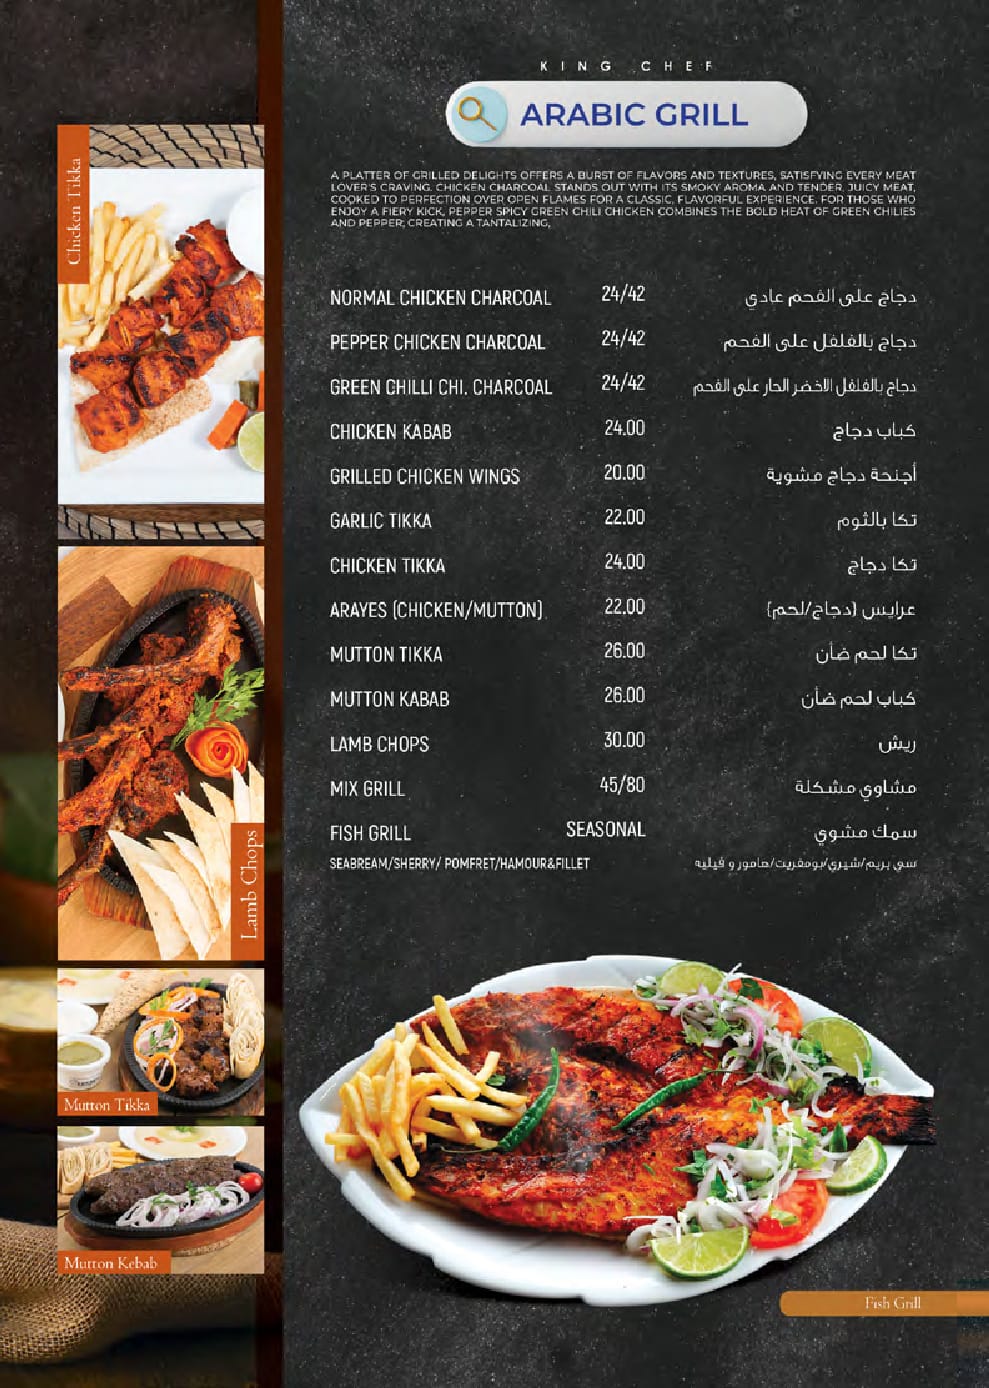 KING CHEF
ARABIC GRILL
A PLATTER OF GRILLED DELIGHTS OFFERS A BURST OF FLAVORS AND TEXTURES, SATISFYING EVERY MEAT
LOVER'S CRAVING. CHICKEN CHARCOAL STANDS OUT WITH ITS SMOKY AROMA AND TENDER, JUICY MEAT,
COOKED TO PERFECTION OVER OPEN FLAMES FOR A CLASSIC, FLAVORFUL EXPERIENCE. FOR THOSE WHO
ENJOY A FIERY KICK, PEPPER SPICY GREEN CHILI CHICKEN COMBINES THE BOLD HEAT OF GREEN CHILIES
AND PEPPER, CREATING A TANTALIZING,
NORMAL CHICKEN CHARCOAL 24/42 دجاج على الفحم عادي
PEPPER CHICKEN CHARCOAL 24/42 دجاج بالفلفل على الفحم
GREEN CHILLI CHI. CHARCOAL 24/42 دجاج بالفلفل الاخضر الحار على الفحم
CHICKEN KABAB 24.00 كباب دجاج
GRILLED CHICKEN WINGS 20.00 أجنحة دجاج مشوية
GARLIC TIKKA 22.00 تكا بالثوم
CHICKEN TIKKA 24.00 تكا دجاج
ARAYES (CHICKEN/MUTTON) 22.00 عرايس (دجاج/لحم)
MUTTON TIKKA 26.00 تكا لحم ضأن
MUTTON KABAB 26.00 كباب لحم ضأن
LAMB CHOPS 30.00 ريش
MIX GRILL 45/80 مشاوي مشكلة
FISH GRILL SEASONAL سمك مشوي
SEABREAM/SHERRY/ POMFRET/HAMOUR&FILLET سي بريم/شيري/بومفريت/هامور و فيليه
Chicken Tikka
Lamb Chops
Mutton Tikka
Mutton Kebab
Fish Grill